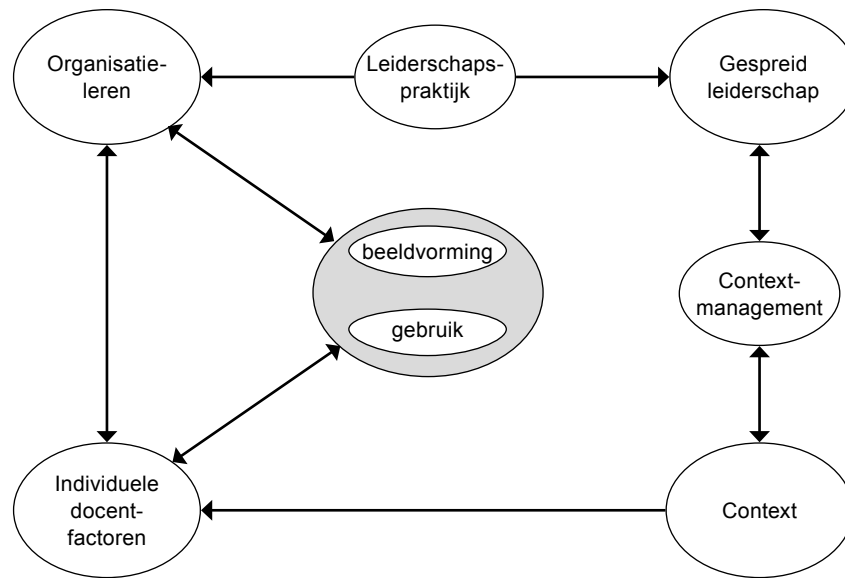 Organisatie-
leren
Leiderschaps-
praktijk
Gespreid
leiderschap
beeldvorming
gebruik
Context-
management
Individuele
docent-
factoren
Context